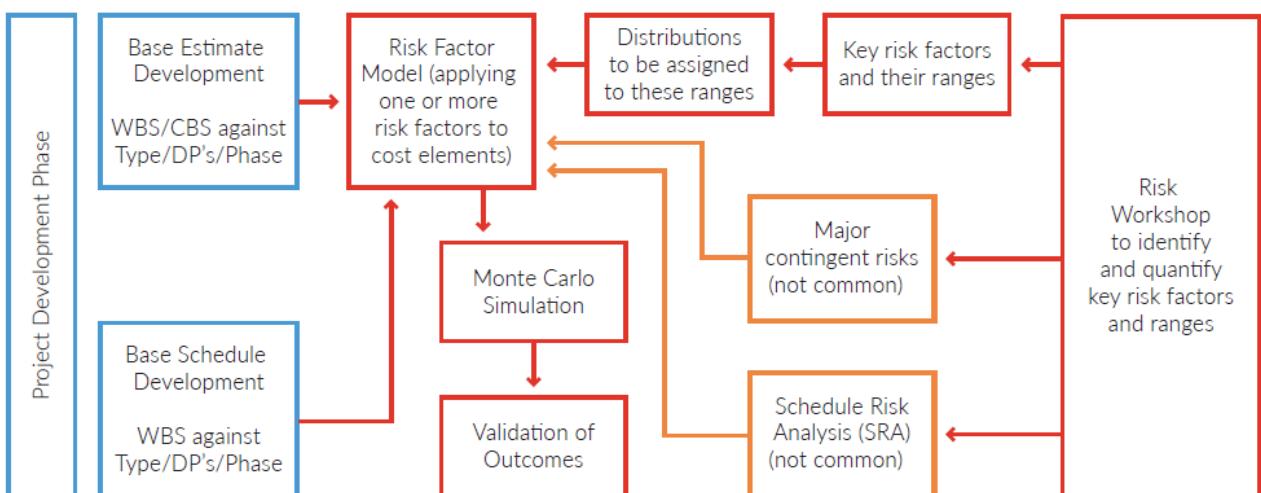 Project Development Phase
Base Estimate
Development
WBS/CBS against
Type/DP's/Phase
Risk Factor
Model (applying
one or more
risk factors to
cost elements)
Distributions
to be assigned
to these ranges
Key risk factors
and their ranges
Risk
Workshop
to identify
and quantify
key risk factors
and ranges
Major
contingent risks
(not common)
Monte Carlo
Simulation
Base Schedule
Development
WBS against
Type/DP's/Phase
Validation of
Outcomes
Schedule Risk
Analysis (SRA)
(not common)